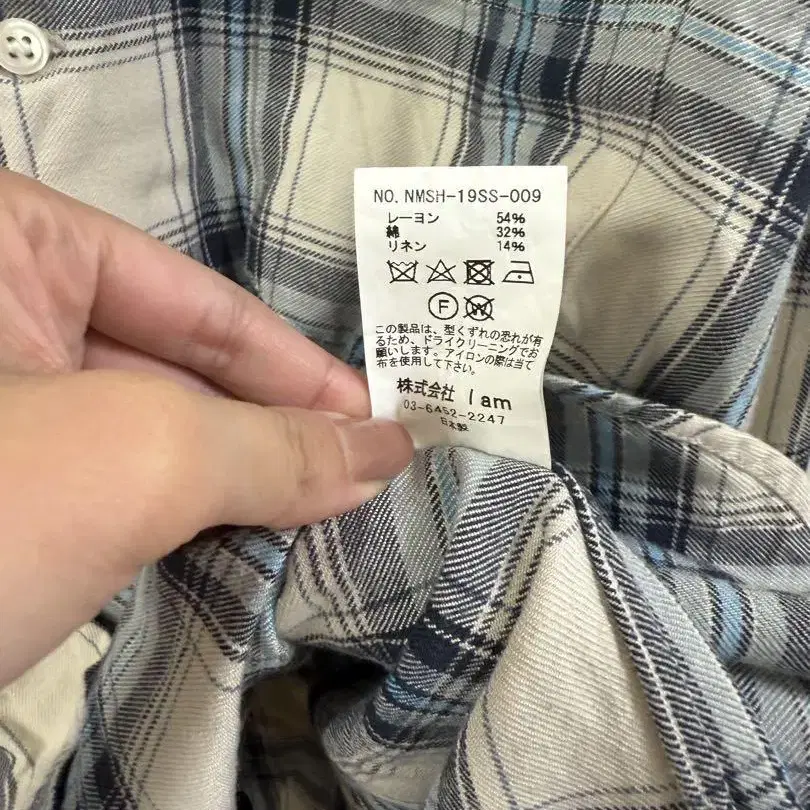 NO. NMSH-19SS-009
レーヨン 54%
綿 32%
リネン 14%
F W
この製品は、型くずれの恐れが有
るため、ドライクリーニングでお
願いします。アイロンの際は当て
布を使用して下さい。
株式会社 I am
03-6452-2247
日本製